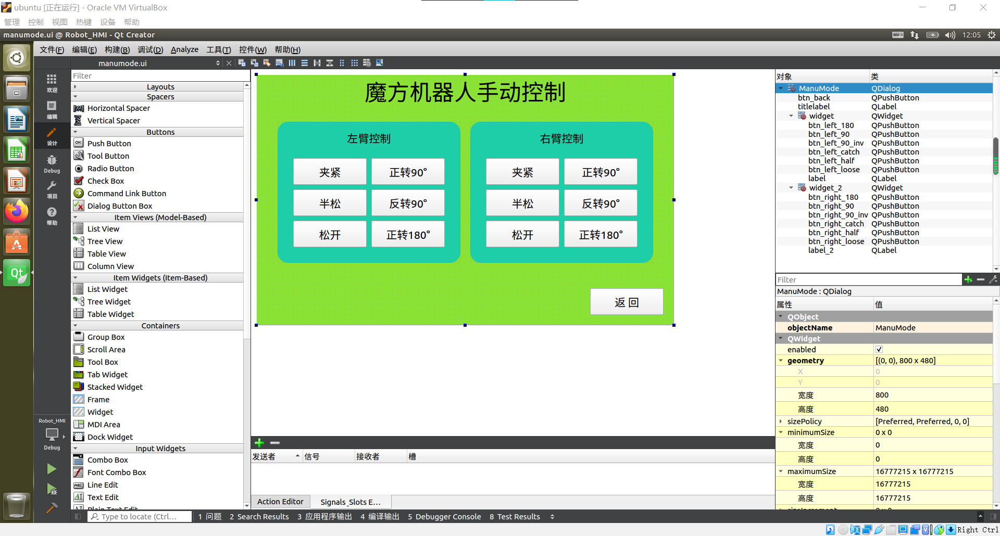 ubuntu [正在运行] - Oracle VM VirtualBox
管理 控制 视图 热键 设备 帮助
manumode.ui @ Robot_HMI - Qt Creator
12:05
文件(F) 编辑(E) 构建(B) 调试(D) Analyze 工具(T) 控件(W) 帮助(H)
manumode.ui
欢迎
编辑
设计
Debug
项目
帮助
Robot_HMI
Debug
Qt
Filter
Layouts
Spacers
Horizontal Spacer
Vertical Spacer
Buttons
OK
Push Button
Tool Button
Radio Button
Check Box
Command Link Button
Dialog Button Box
Item Views (Model-Based)
List View
Tree View
Table View
Column View
Item Widgets (Item-Based)
List Widget
Tree Widget
Table Widget
Containers
Group Box
Scroll Area
Tool Box
Tab Widget
Stacked Widget
Frame
Widget
MDI Area
Dock Widget
Input Widgets
Combo Box
Font Combo Box
Line Edit
Text Edit
Plain Text Edit
魔方机器人手动控制
左臂控制
夹紧 正转90°
半松 反转90°
松开 正转180°
右臂控制
夹紧 正转90°
半松 反转90°
松开 正转180°
返 回
发送者 信号 接收者 槽
Action Editor Signals_Slots E...
对象 类
ManuMode QDialog
btn_back QPushButton
titlelabel QLabel
widget QWidget
btn_left_180 QPushButton
btn_left_90 QPushButton
btn_left_90_inv QPushButton
btn_left_catch QPushButton
btn_left_half QPushButton
btn_left_loose QPushButton
label QLabel
widget_2 QWidget
btn_right_180 QPushButton
btn_right_90 QPushButton
btn_right_90_inv QPushButton
btn_right_catch QPushButton
btn_right_half QPushButton
btn_right_loose QPushButton
label_2 QLabel
Filter
ManuMode : QDialog
属性 值
QObject
objectName ManuMode
QWidget
enabled
geometry [(0, 0), 800 x 480]
X 0
Y 0
宽度 800
高度 480
sizePolicy [Preferred, Preferred, 0, 0]
minimumSize 0 x 0
宽度 0
高度 0
maximumSize 16777215 x 16777215
宽度 16777215
高度 16777215
sizeIncrement 0 x 0
Type to locate (Ctrl... 1 问题 2 Search Results 3 应用程序输出 4 编译输出 5 Debugger Console 8 Test Results
Right Ctrl